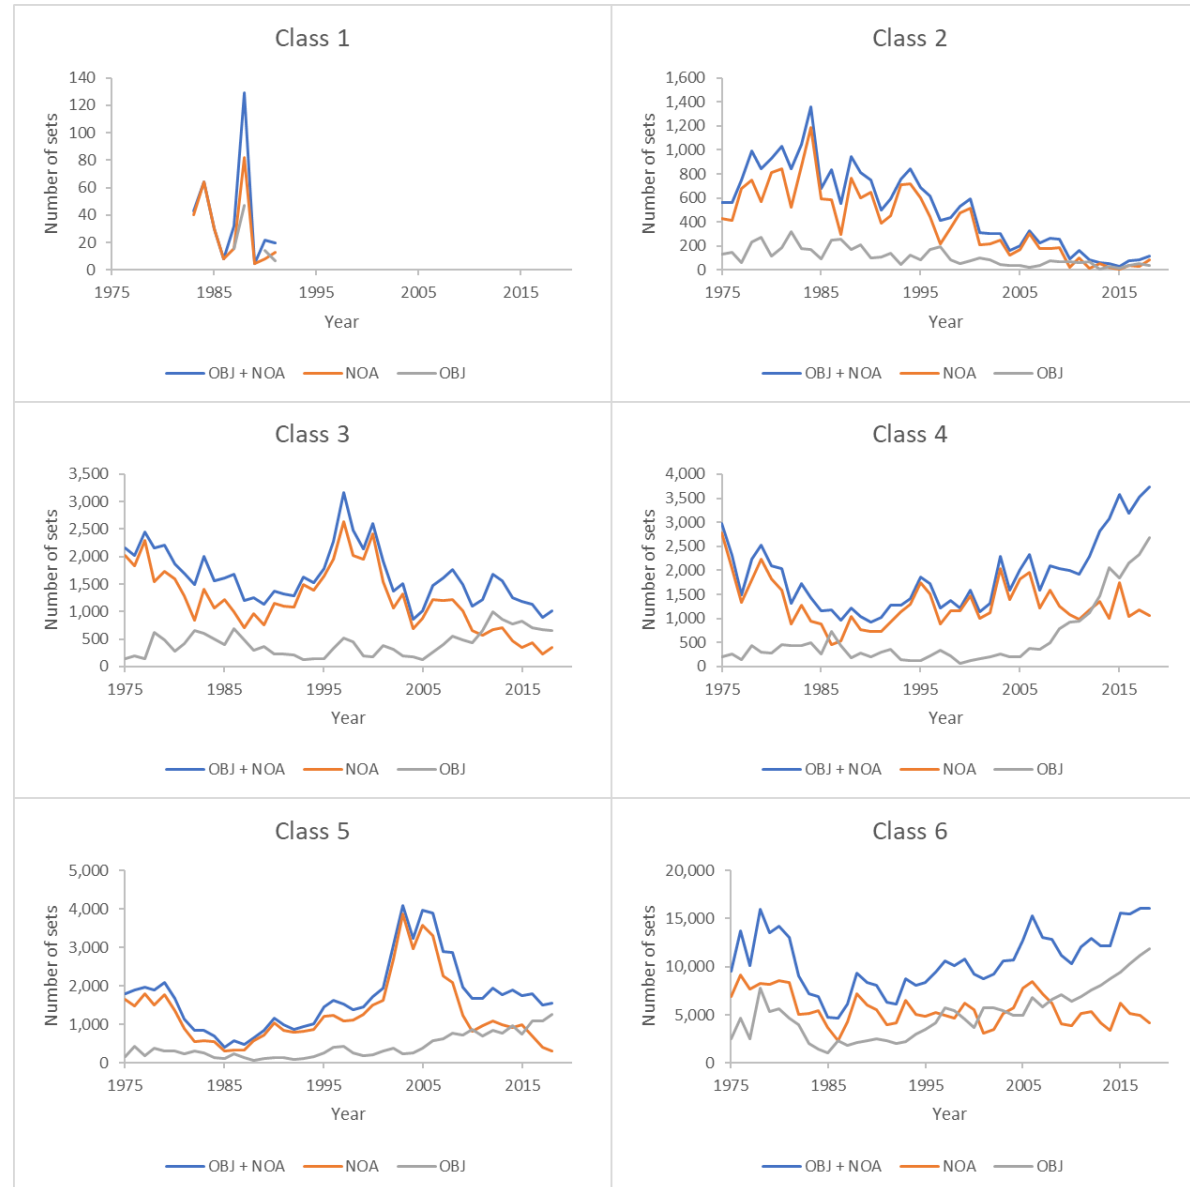 Class 1
Number of sets
140
120
100
80
60
40
20
0
1975
1985
1995
2005
2015
Year
OBJ + NOA
NOA
OBJ
Class 2
Number of sets
1,600
1,400
1,200
1,000
800
600
400
200
0
1975
1985
1995
2005
2015
Year
OBJ + NOA
NOA
OBJ
Class 3
Number of sets
3,500
3,000
2,500
2,000
1,500
1,000
500
0
1975
1985
1995
2005
2015
Year
OBJ + NOA
NOA
OBJ
Class 4
Number of sets
4,000
3,500
3,000
2,500
2,000
1,500
1,000
500
0
1975
1985
1995
2005
2015
Year
OBJ + NOA
NOA
OBJ
Class 5
Number of sets
5,000
4,000
3,000
2,000
1,000
0
1975
1985
1995
2005
2015
Year
OBJ + NOA
NOA
OBJ
Class 6
Number of sets
20,000
15,000
10,000
5,000
0
1975
1985
1995
2005
2015
Year
OBJ + NOA
NOA
OBJ